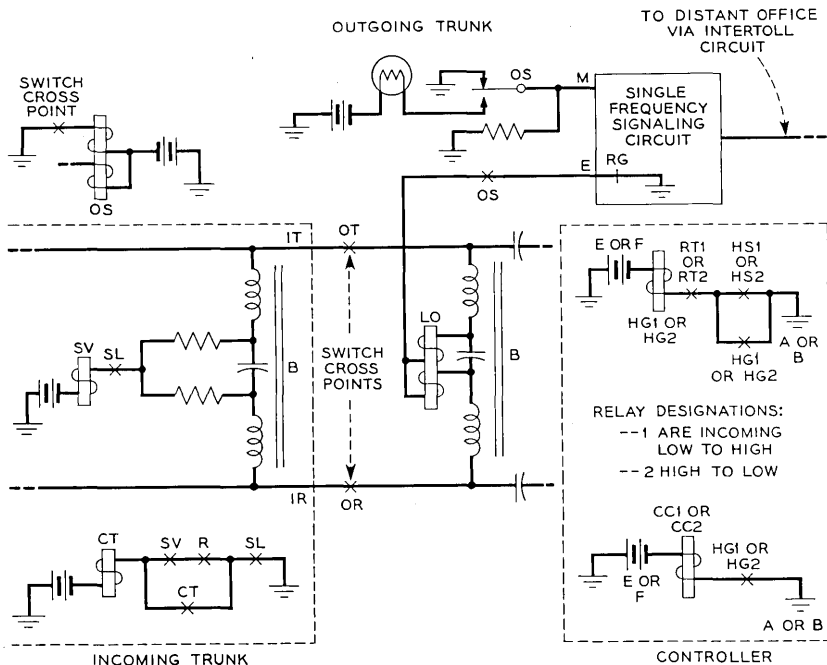 OUTGOING TRUNK
TO DISTANT OFFICE
VIA INTERTOLL
CIRCUIT
SWITCH
CROSS
POINT
OS
OS
M
SINGLE
FREQUENCY
SIGNALING
CIRCUIT
E
RG
OS
IT
OT
SV
SL
B
SWITCH
CROSS
POINTS
LO
B
IR
OR
CT
SV
R
SL
CT
INCOMING TRUNK
E OR F
RT1
OR
RT2
HS1
OR
HS2
HG1 OR
HG2
HG1
OR HG2
A OR
B
RELAY DESIGNATIONS:
--1 ARE INCOMING
LOW TO HIGH
--2 HIGH TO LOW
CC1 OR
CC2
HG1 OR
HG2
E OR
F
A OR B
CONTROLLER